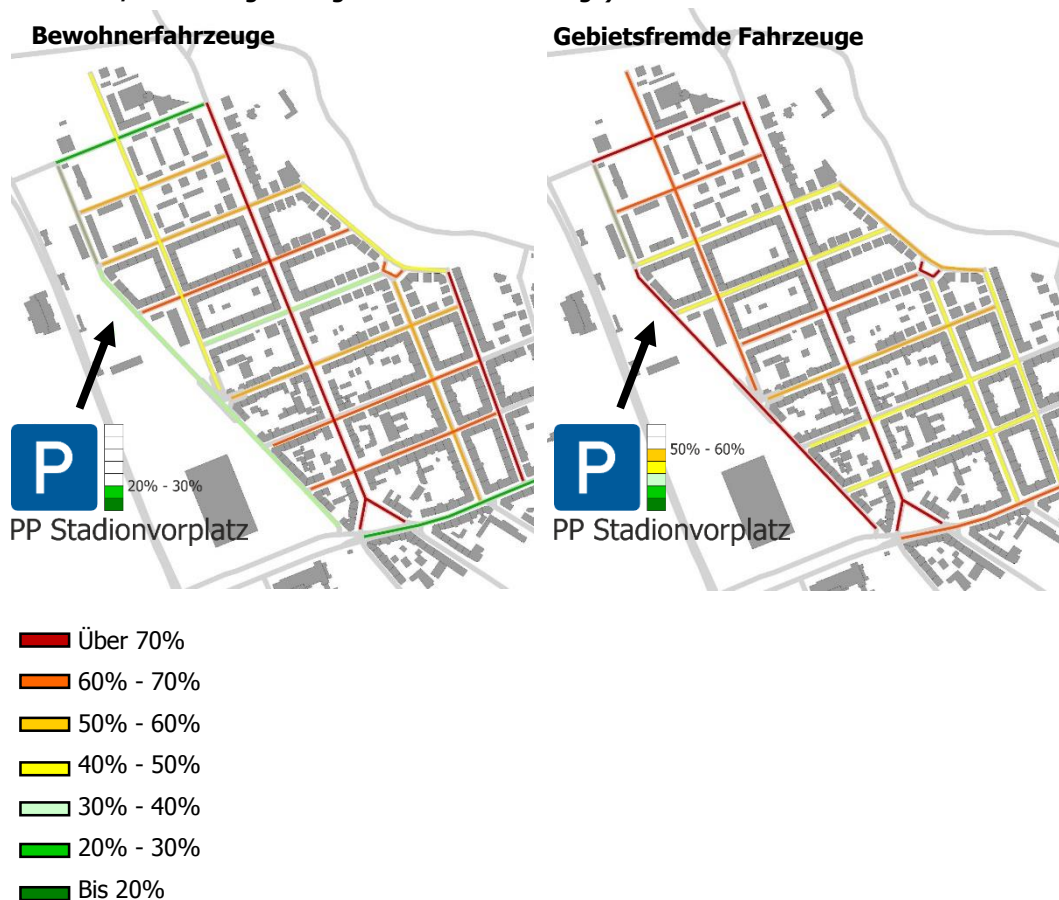 Bewohnerfahrzeuge
Gebietsfremde Fahrzeuge
P
20% - 30%
PP Stadionvorplatz
P
50% - 60%
PP Stadionvorplatz
Über 70%
60% - 70%
50% - 60%
40% - 50%
30% - 40%
20% - 30%
Bis 20%